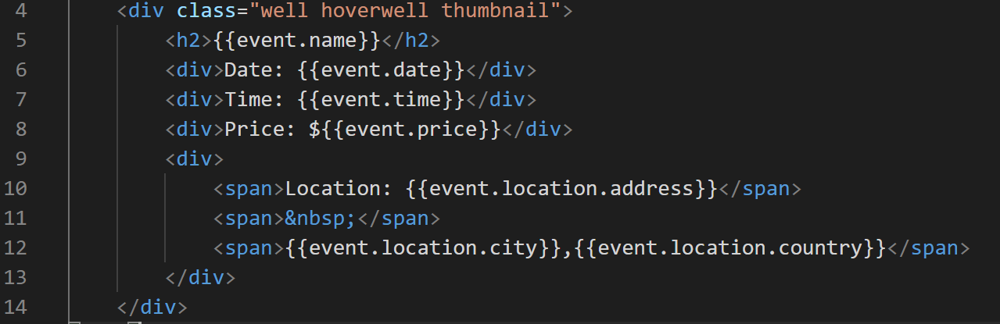 4 <div class="well hoverwell thumbnail">
5 <h2>{{event.name}}</h2>
6 <div>Date: {{event.date}}</div>
7 <div>Time: {{event.time}}</div>
8 <div>Price: ${{event.price}}</div>
9 <div>
10 <span>Location: {{event.location.address}}</span>
11 <span>&nbsp;</span>
12 <span>{{event.location.city}},{{event.location.country}}</span>
13 </div>
14 </div>